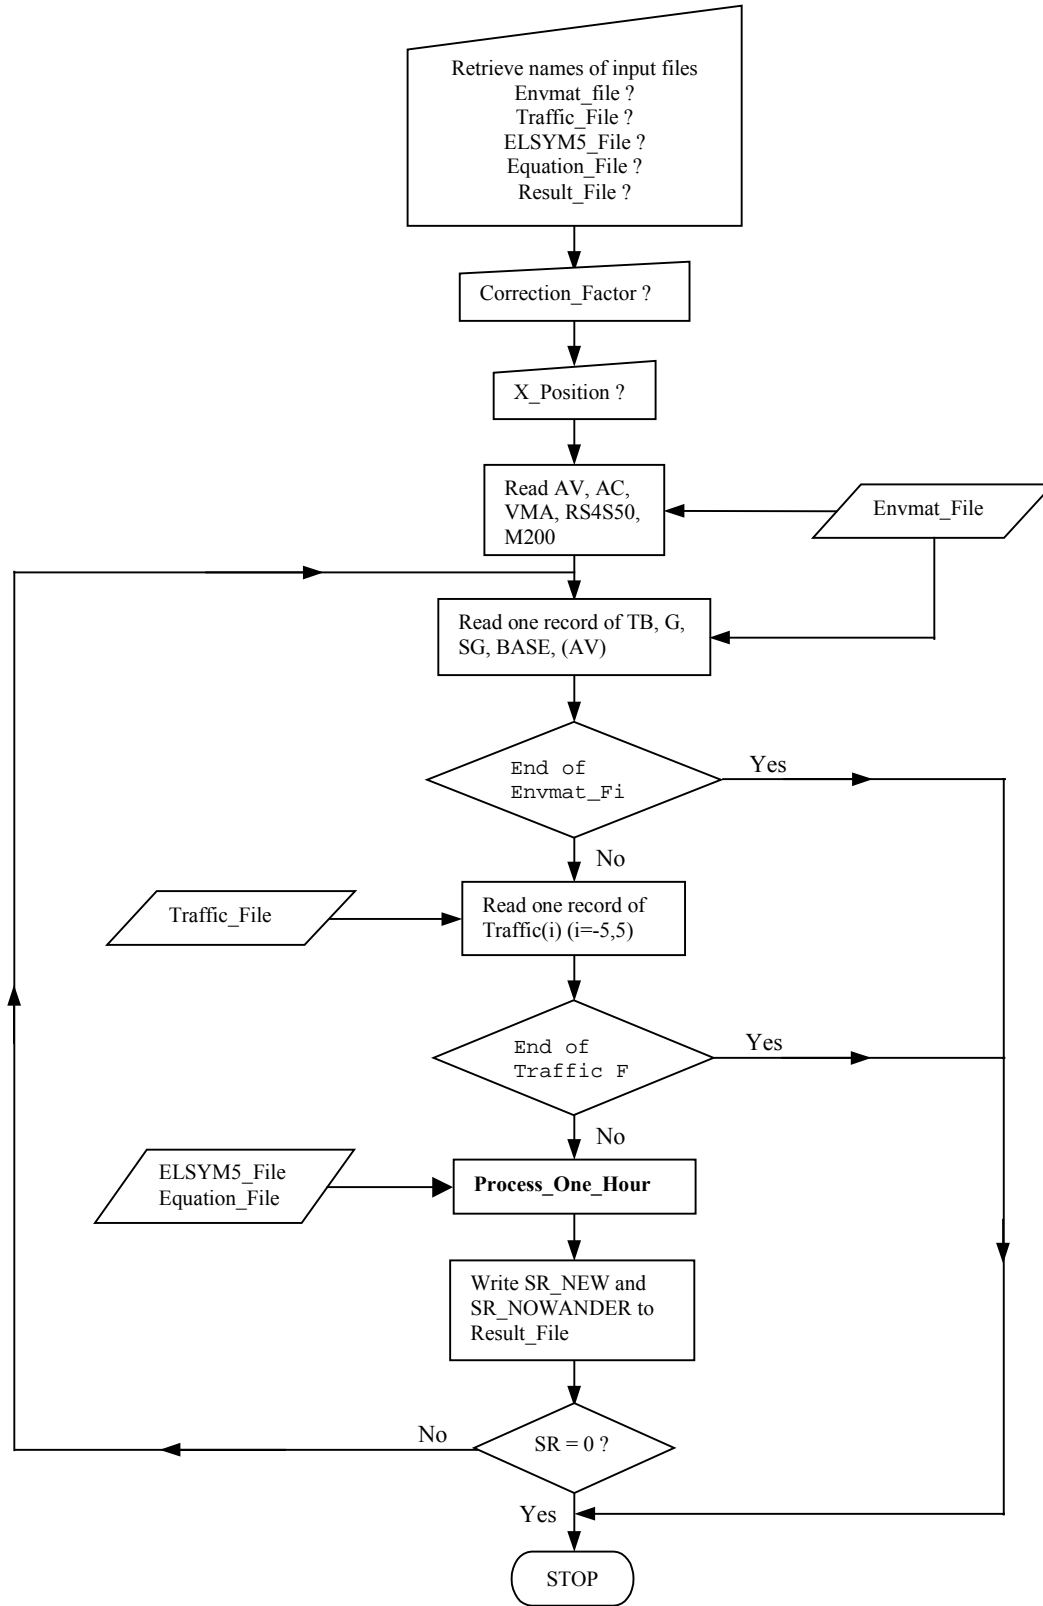 Retrieve names of input files
Envmat_file ?
Traffic_File ?
ELSYM5_File ?
Equation_File ?
Result_File ?
Correction_Factor ?
X_Position ?
Read AV, AC,
VMA, RS4S50,
M200
Envmat_File
Read one record of TB, G,
SG, BASE, (AV)
End of
Envmat_Fi
Yes
No
Traffic_File
Read one record of
Traffic(i) (i=-5,5)
End of
Traffic F
Yes
No
ELSYM5_File
Equation_File
Process_One_Hour
Write SR_NEW and
SR_NOWANDER to
Result_File
No
SR = 0 ?
Yes
STOP